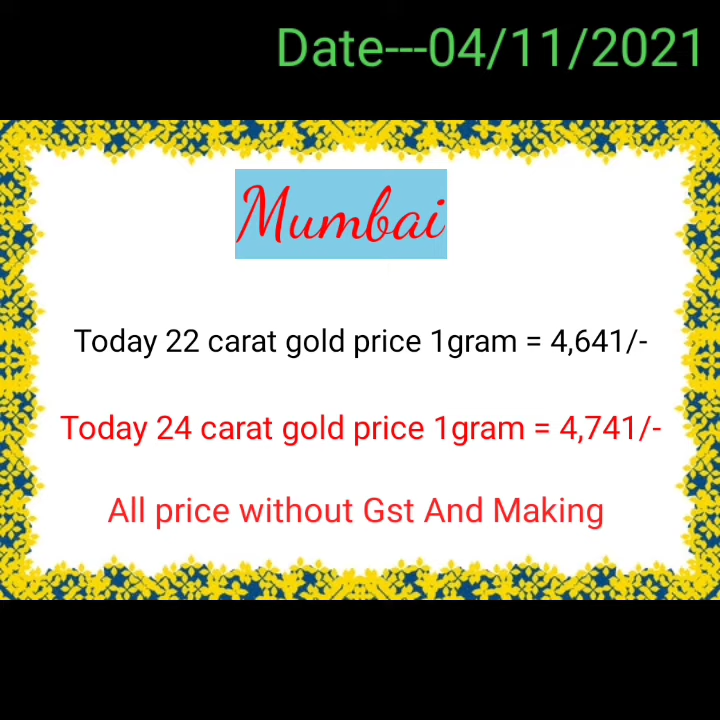 Date---04/11/2021
Mumbai
Today 22 carat gold price 1gram = 4,641/-
Today 24 carat gold price 1gram = 4,741/-
All price without Gst And Making